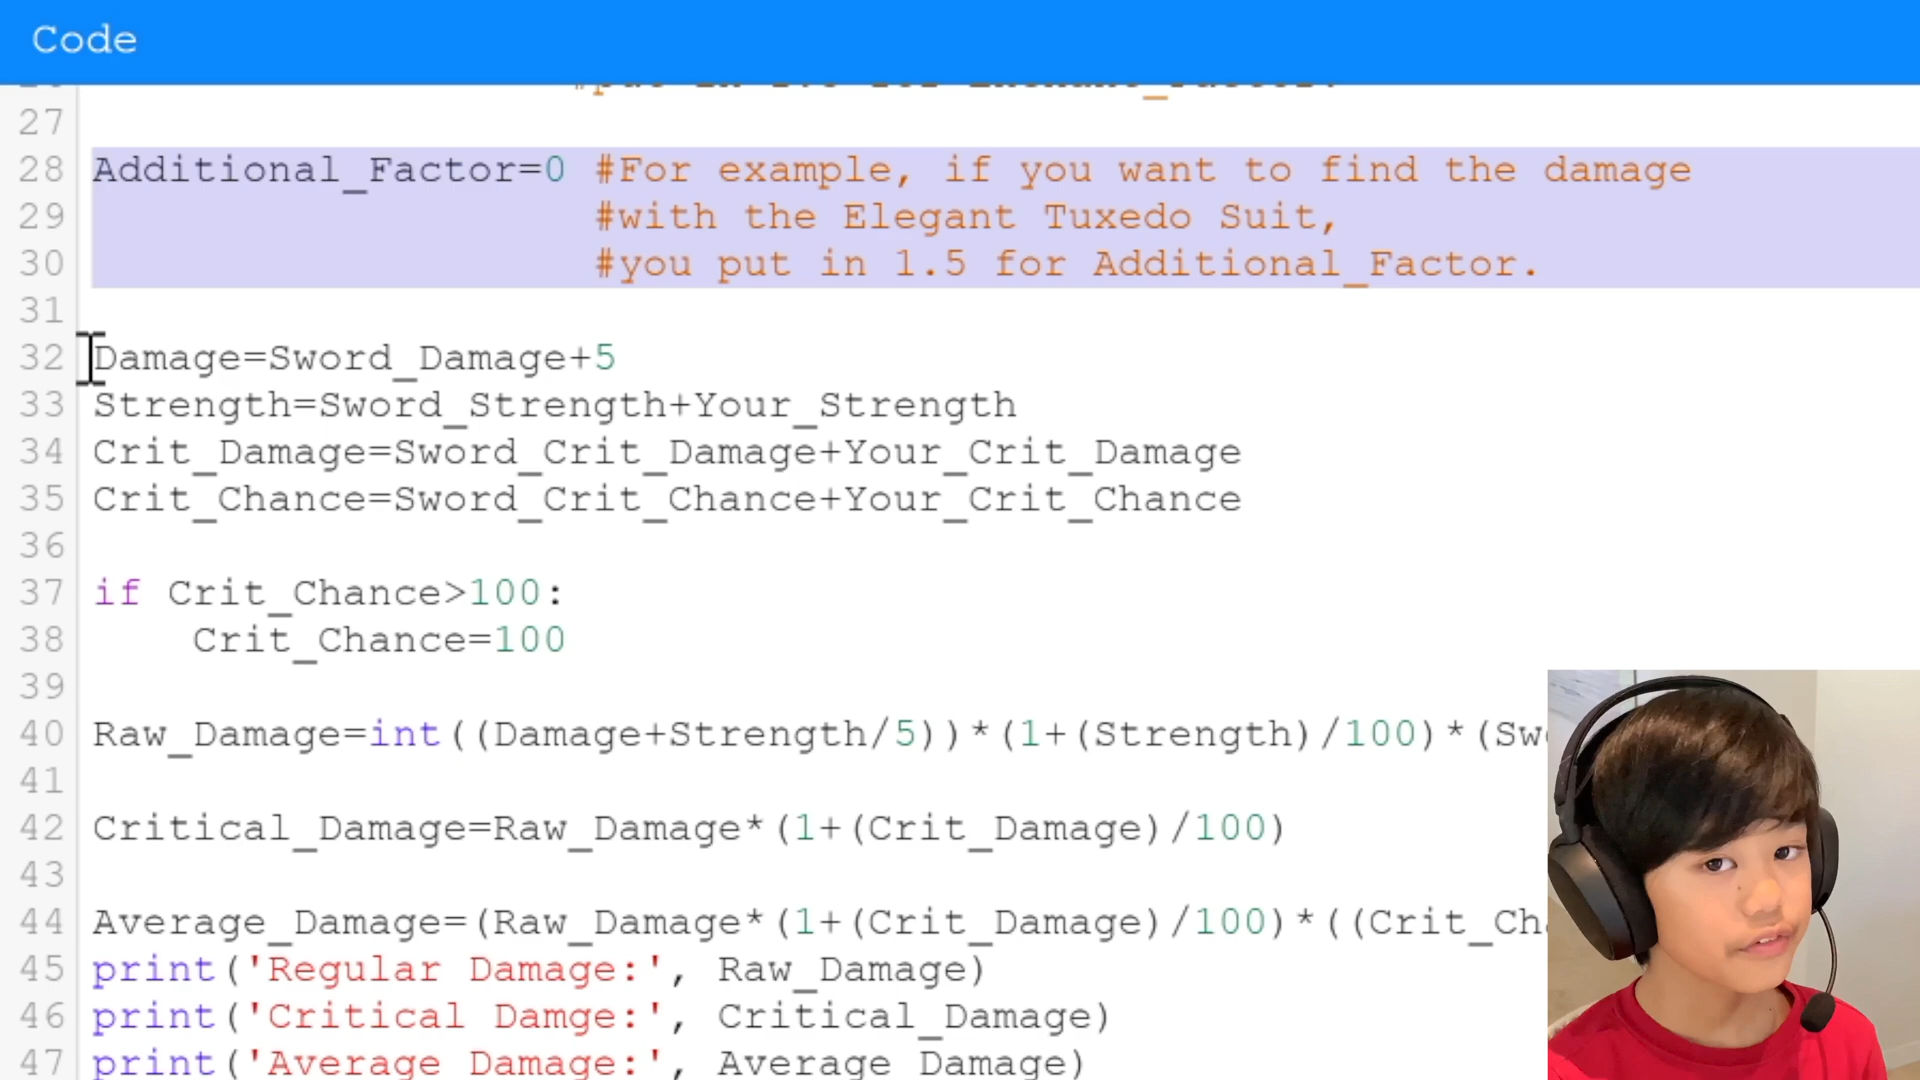 Code
27
28 Additional_Factor=0 #For example, if you want to find the damage
29 #with the Elegant Tuxedo Suit,
30 #you put in 1.5 for Additional_Factor.
31
32 Damage=Sword_Damage+5
33 Strength=Sword_Strength+Your_Strength
34 Crit_Damage=Sword_Crit_Damage+Your_Crit_Damage
35 Crit_Chance=Sword_Crit_Chance+Your_Crit_Chance
36
37 if Crit_Chance>100:
38 Crit_Chance=100
39
40 Raw_Damage=int((Damage+Strength/5))*(1+(Strength)/100)*(Sw
41
42 Critical_Damage=Raw_Damage*(1+(Crit_Damage)/100)
43
44 Average_Damage=(Raw_Damage*(1+(Crit_Damage)/100)*((Crit_Ch
45 print('Regular Damage:', Raw_Damage)
46 print('Critical Damge:', Critical_Damage)
47 print('Average Damage:', Average Damage)